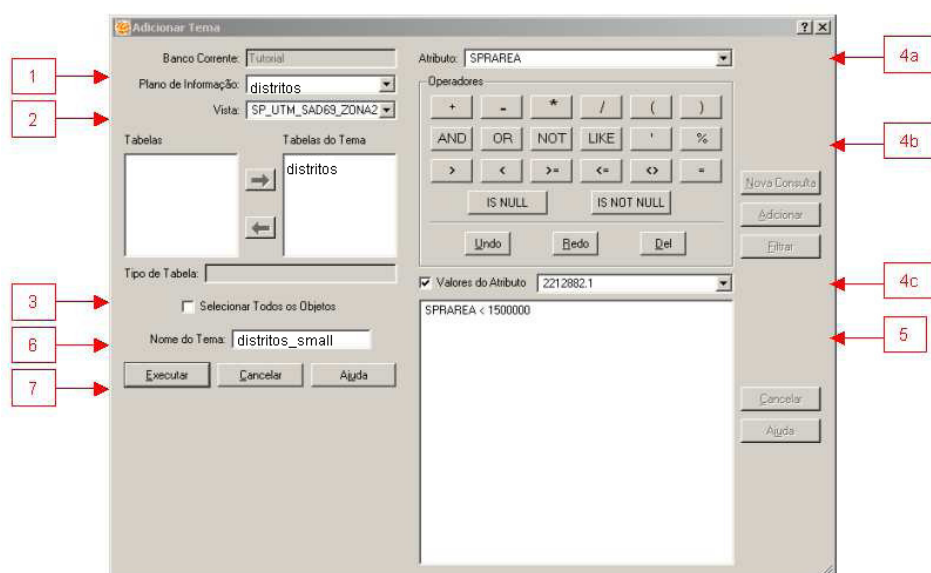 Adicionar Tema
? ×
Banco Corrente: Tutorial
Plano de Informação: distritos
Vista: SP_UTM_SAD69_ZONA2
Tabelas
Tabelas do Tema
distritos
Tipo de Tabela:
Selecionar Todos os Objetos
Nome do Tema: distritos_small
Executar Cancelar Ajuda
Atributo: SPRAREA
Operadores
+ - * / ( )
AND OR NOT LIKE ' %
> < >= <= <> =
IS NULL IS NOT NULL
Undo Redo Del
Valores do Atributo 2212882.1
SPRAREA < 1500000
Nova Consulta
Adicionar
Filtrar
Cancelar
Ajuda
1
2
3
6
7
4a
4b
4c
5